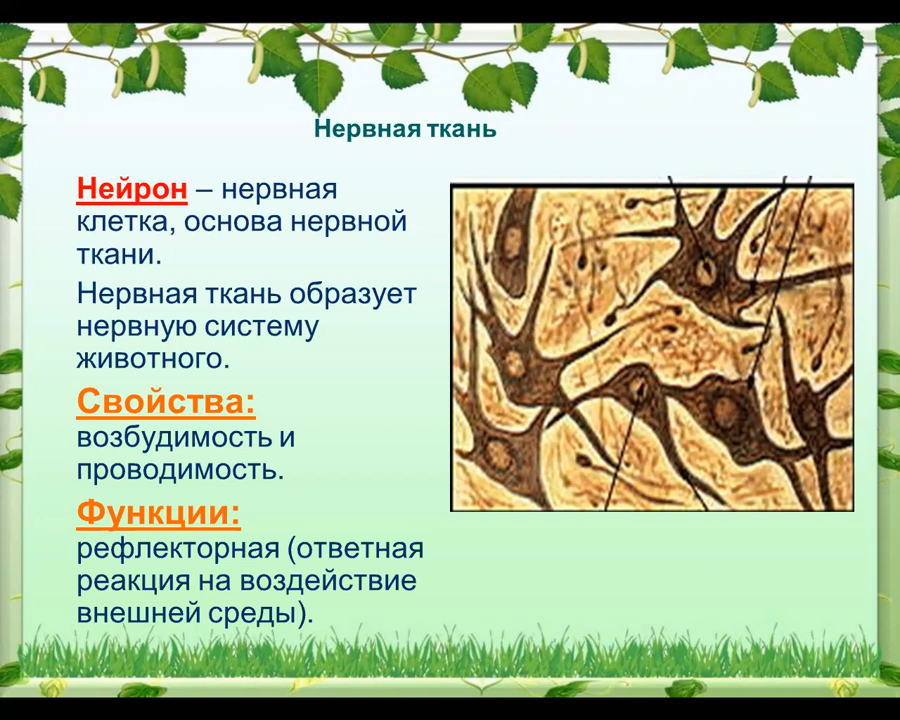 Нервная ткань
Нейрон – нервная
клетка, основа нервной
ткани.
Нервная ткань образует
нервную систему
животного.
Свойства:
возбудимость и
проводимость.
Функции:
рефлекторная (ответная
реакция на воздействие
внешней среды).